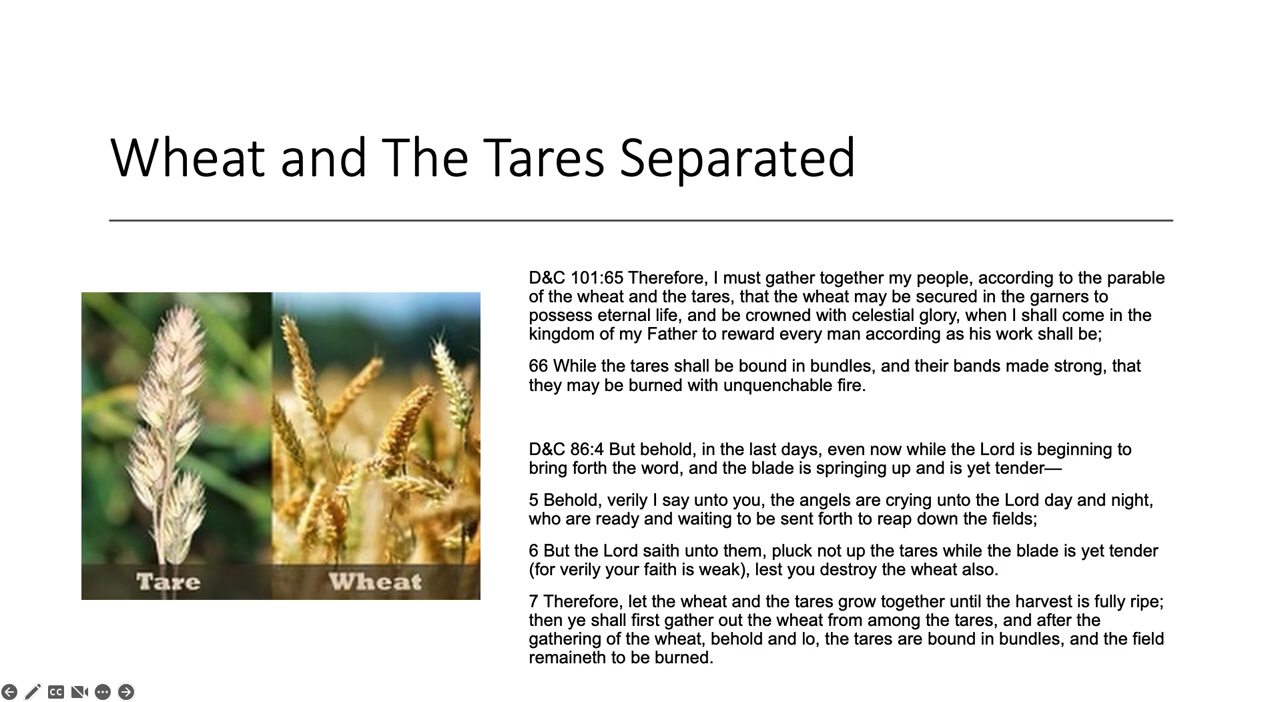 Wheat and The Tares Separated
Tare
Wheat
D&C 101:65 Therefore, I must gather together my people, according to the parable
of the wheat and the tares, that the wheat may be secured in the garners to
possess eternal life, and be crowned with celestial glory, when I shall come in the
kingdom of my Father to reward every man according as his work shall be;
66 While the tares shall be bound in bundles, and their bands made strong, that
they may be burned with unquenchable fire.
D&C 86:4 But behold, in the last days, even now while the Lord is beginning to
bring forth the word, and the blade is springing up and is yet tender—
5 Behold, verily I say unto you, the angels are crying unto the Lord day and night,
who are ready and waiting to be sent forth to reap down the fields;
6 But the Lord saith unto them, pluck not up the tares while the blade is yet tender
(for verily your faith is weak), lest you destroy the wheat also.
7 Therefore, let the wheat and the tares grow together until the harvest is fully ripe;
then ye shall first gather out the wheat from among the tares, and after the
gathering of the wheat, behold and lo, the tares are bound in bundles, and the field
remaineth to be burned.
CC